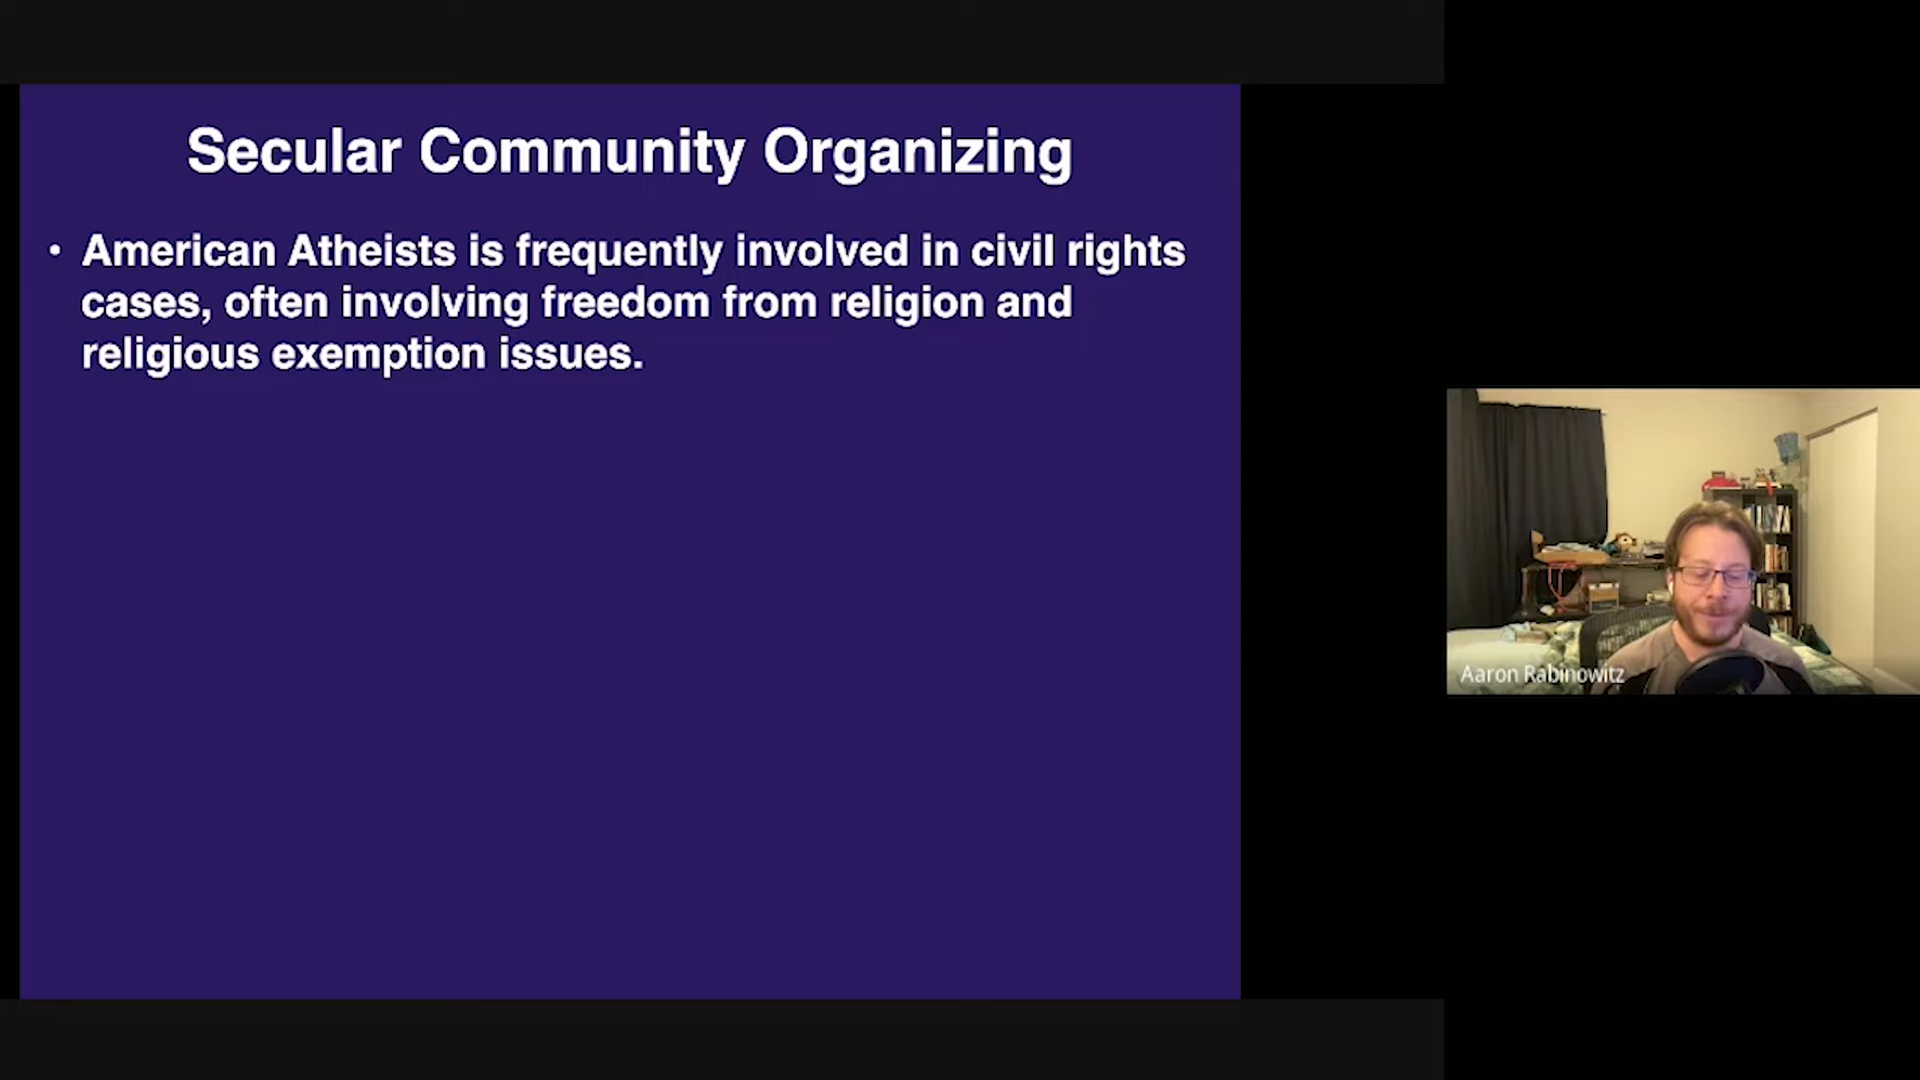 Secular Community Organizing
• American Atheists is frequently involved in civil rights
cases, often involving freedom from religion and
religious exemption issues.
Aaron Rabinowitz